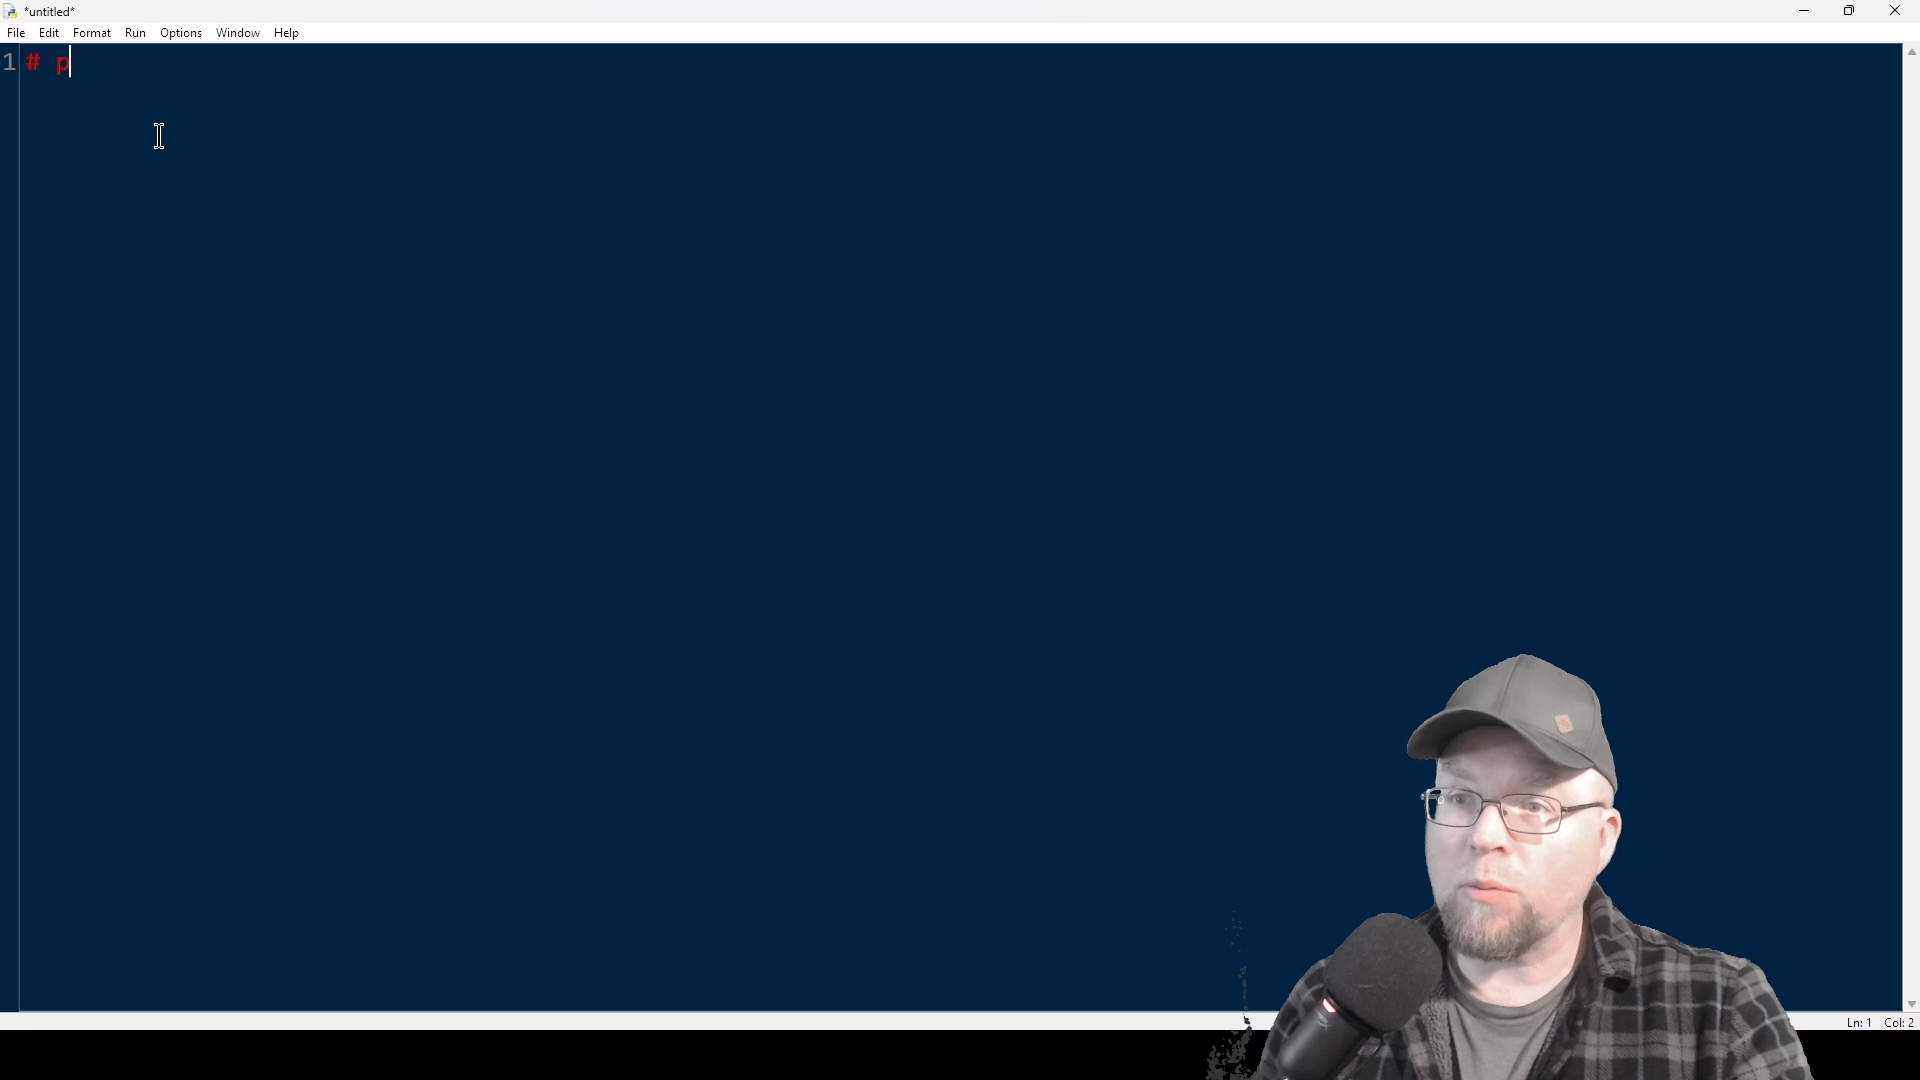 *untitled*
File Edit Format Run Options Window Help
1 # p
Ln: 1 Col: 2